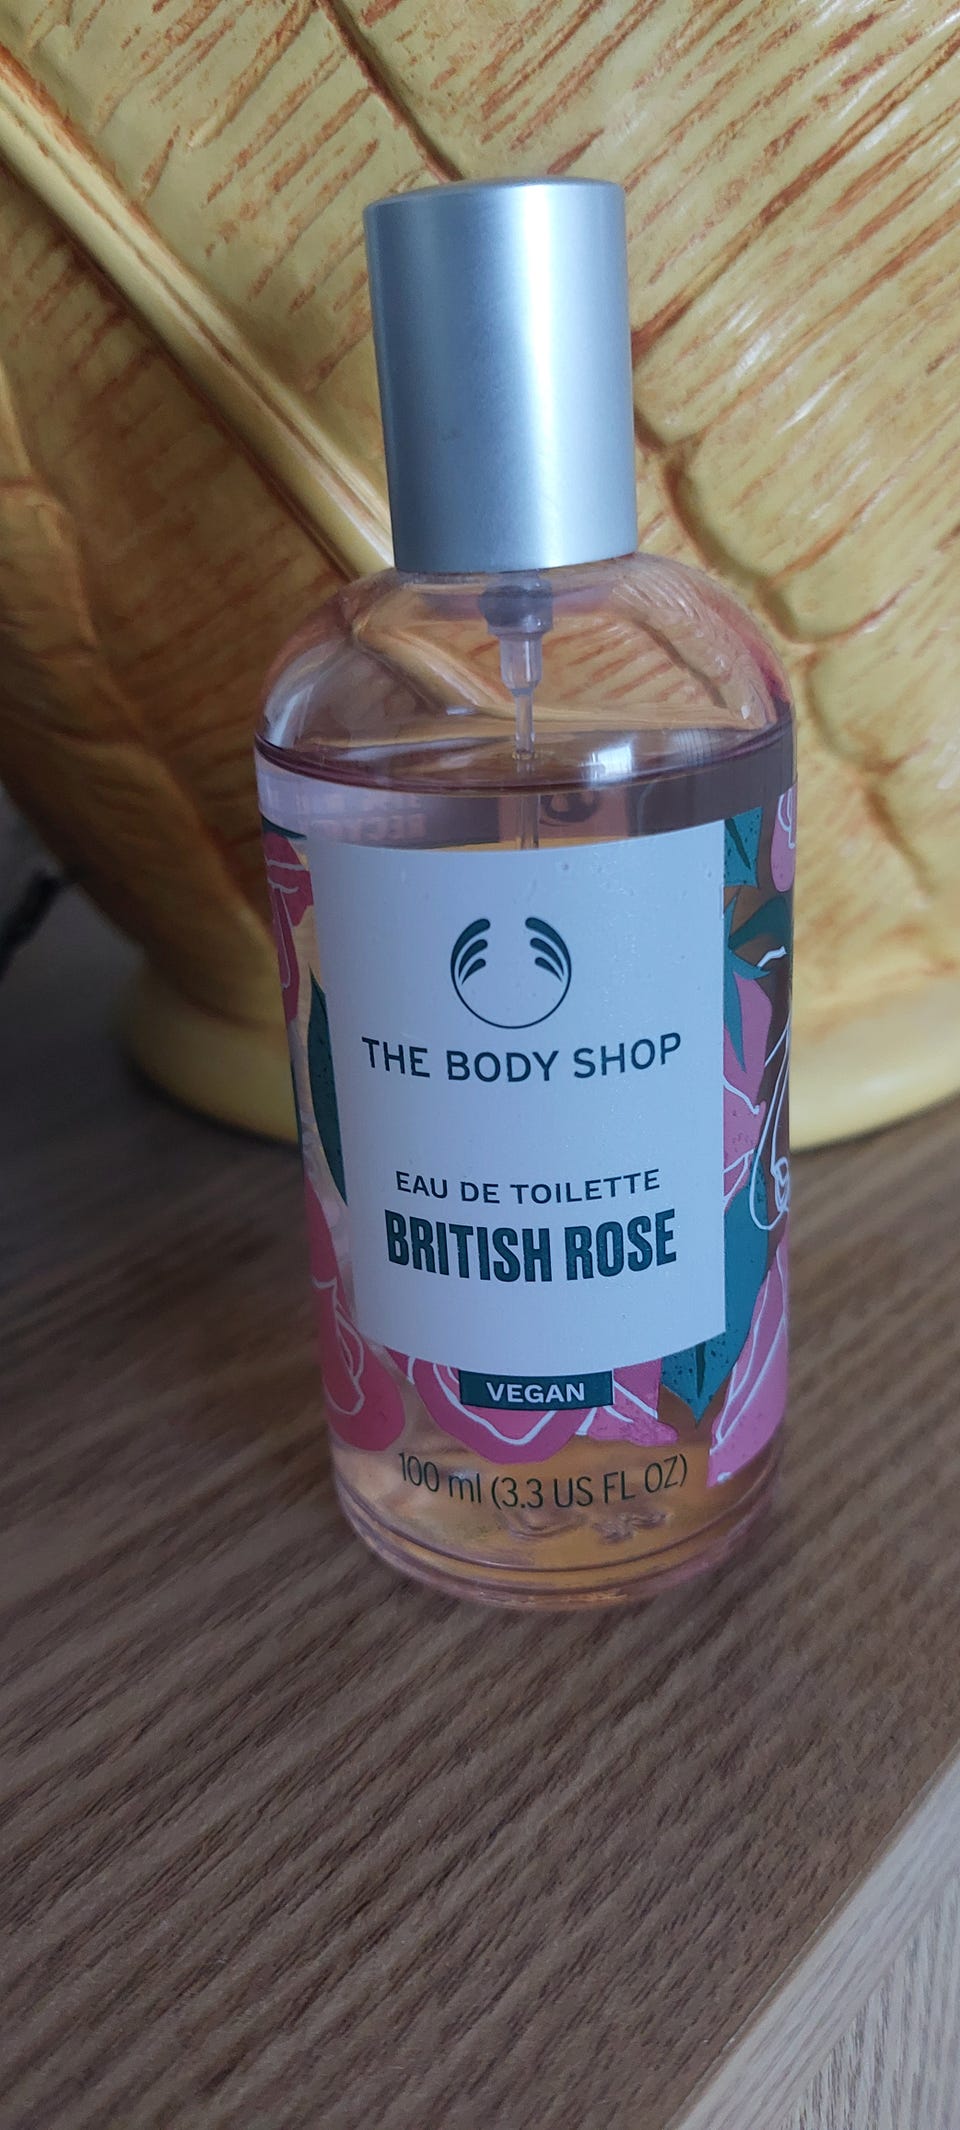 THE BODY SHOP
EAU DE TOILETTE
BRITISH ROSE
VEGAN
100 ml (3.3 US FL OZ)